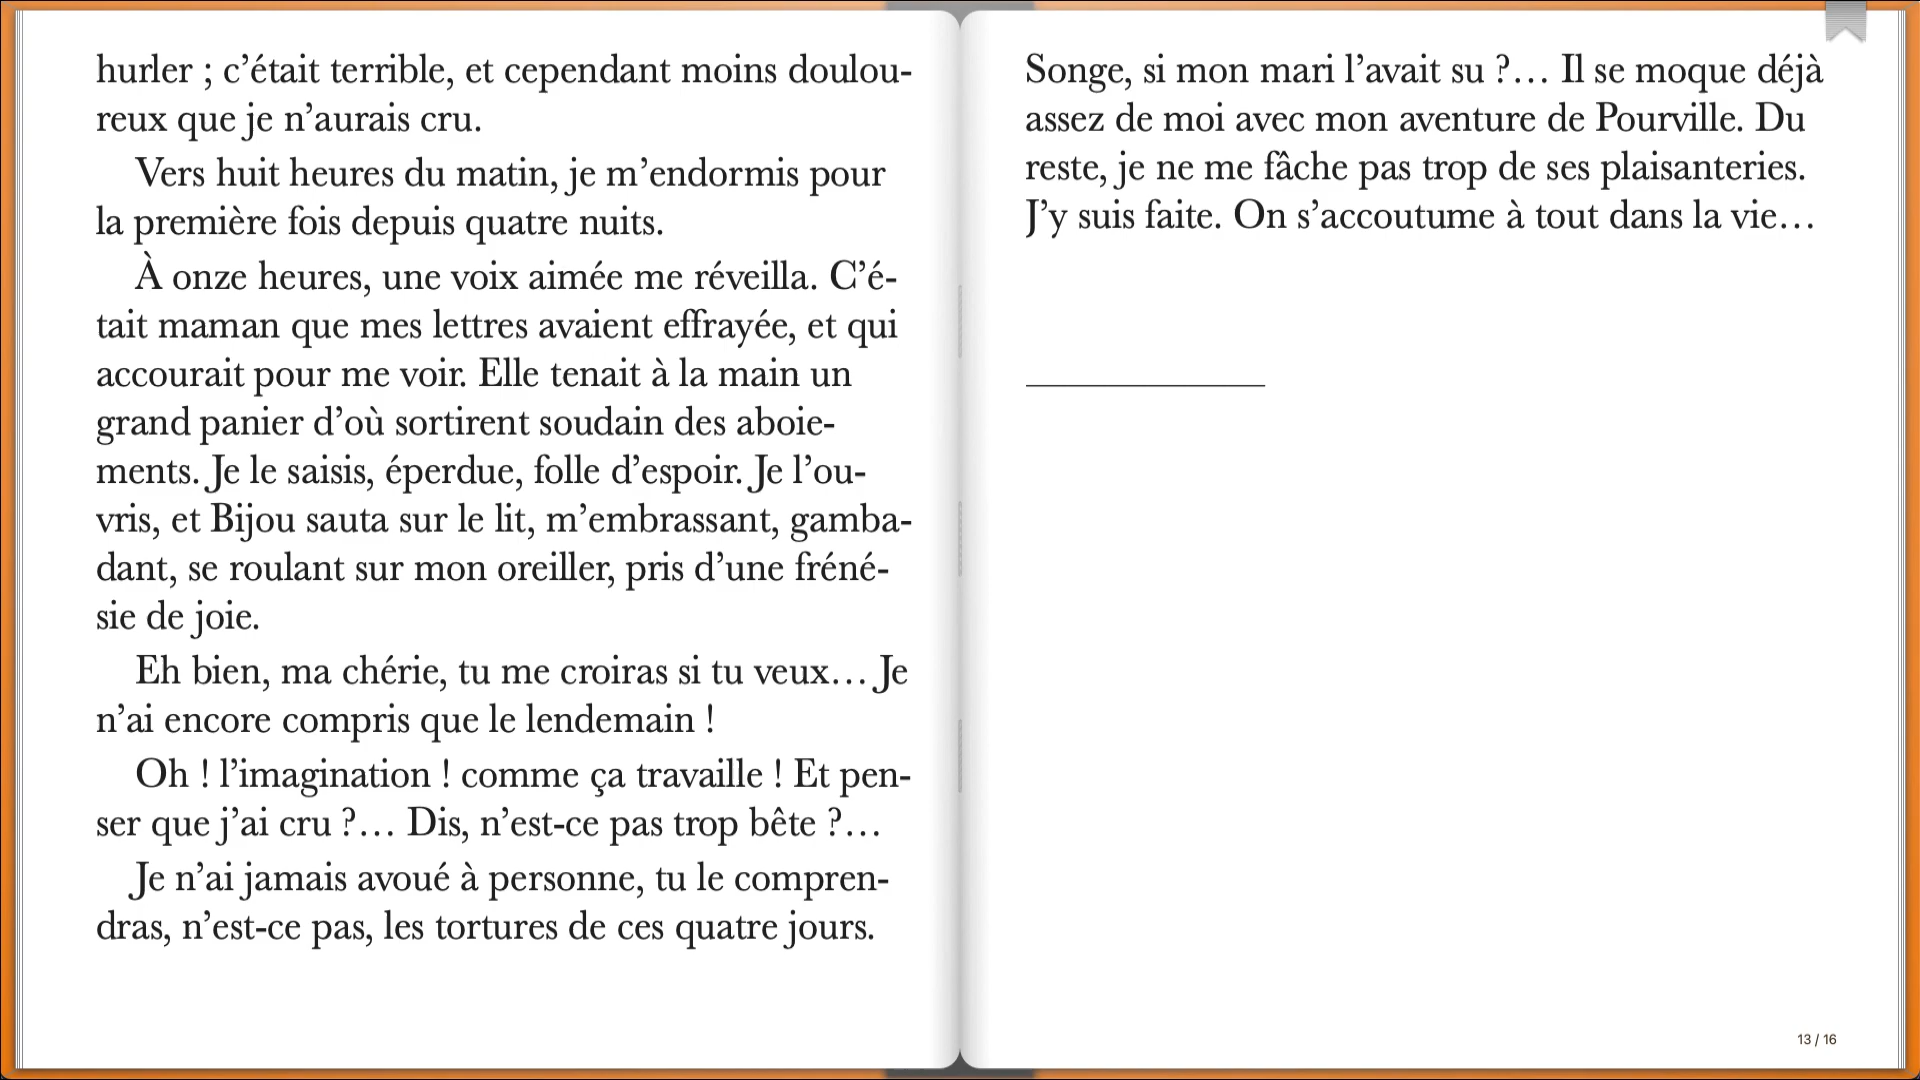 hurler ; c’était terrible, et cependant moins doulou-
reux que je n’aurais cru.
Vers huit heures du matin, je m’endormis pour
la première fois depuis quatre nuits.
À onze heures, une voix aimée me réveilla. C’é-
tait maman que mes lettres avaient effrayée, et qui
accourait pour me voir. Elle tenait à la main un
grand panier d’où sortirent soudain des aboie-
ments. Je le saisis, éperdue, folle d’espoir. Je l’ou-
vris, et Bijou sauta sur le lit, m’embrassant, gamba-
dant, se roulant sur mon oreiller, pris d’une fréné-
sie de joie.
Eh bien, ma chérie, tu me croiras si tu veux… Je
n’ai encore compris que le lendemain !
Oh ! l’imagination ! comme ça travaille ! Et pen-
ser que j’ai cru ?… Dis, n’est-ce pas trop bête ?…
Je n’ai jamais avoué à personne, tu le compren-
dras, n’est-ce pas, les tortures de ces quatre jours.
Songe, si mon mari l’avait su ?… Il se moque déjà
assez de moi avec mon aventure de Pourville. Du
reste, je ne me fâche pas trop de ses plaisanteries.
J’y suis faite. On s’accoutume à tout dans la vie…
13 / 16